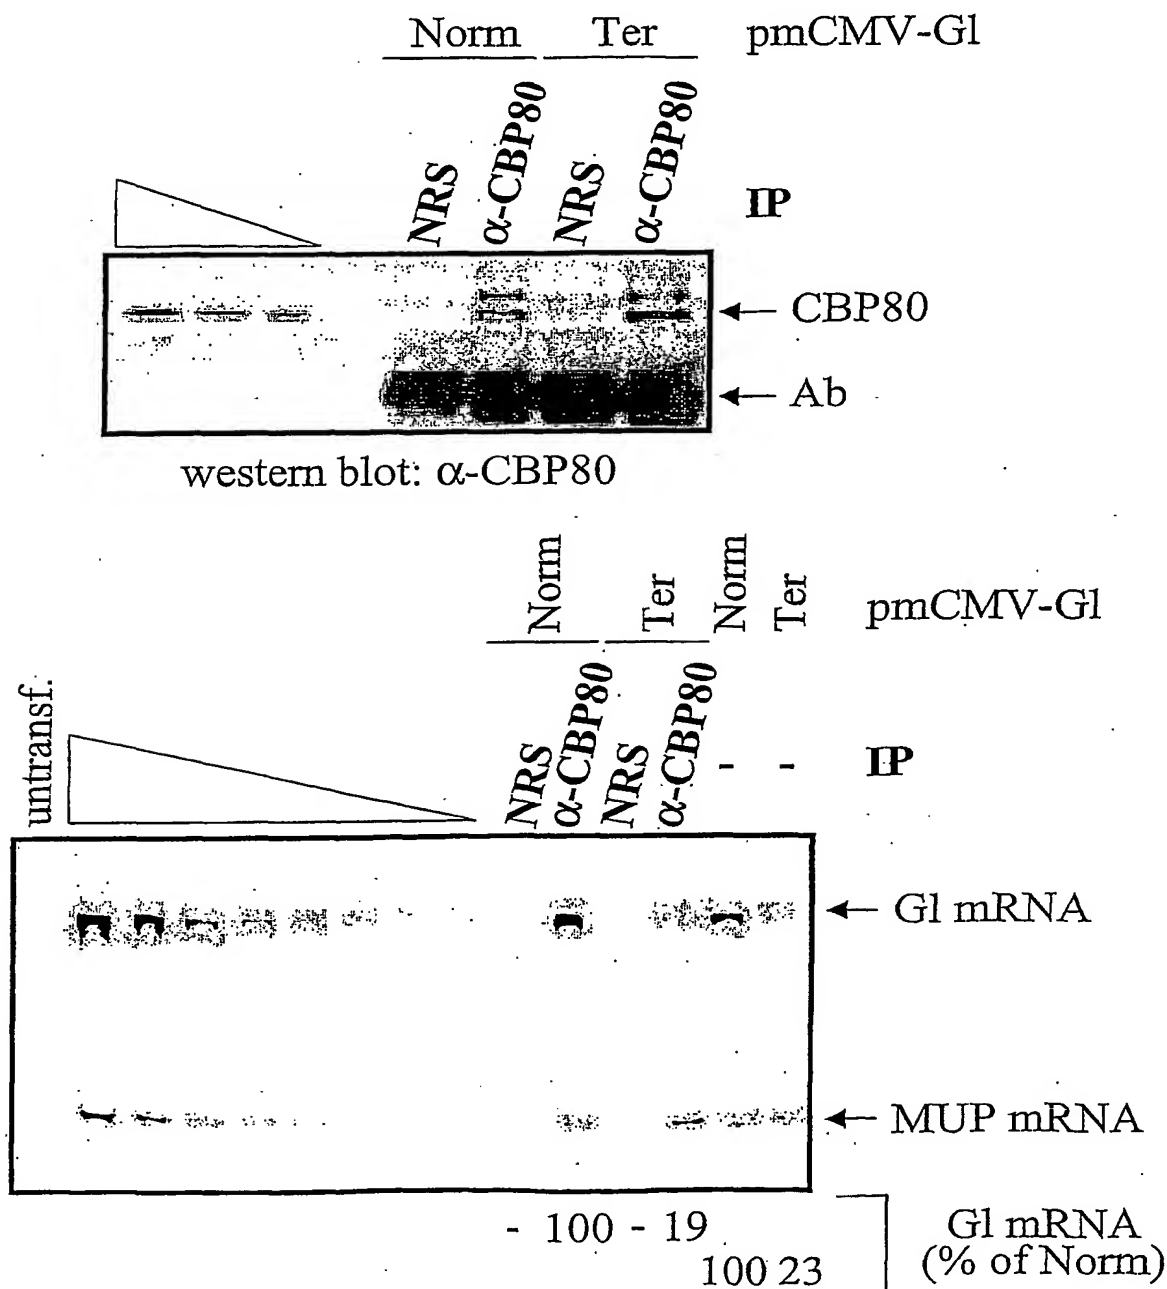 Norm Ter pmCMV-Gl
NRS α-CBP80 NRS α-CBP80 IP
CBP80
Ab
western blot: α-CBP80
Norm Ter Norm Ter pmCMV-Gl
untransf. NRS α-CBP80 NRS α-CBP80 - - IP
Gl mRNA
MUP mRNA
- 100 - 19 Gl mRNA
100 23 (% of Norm)